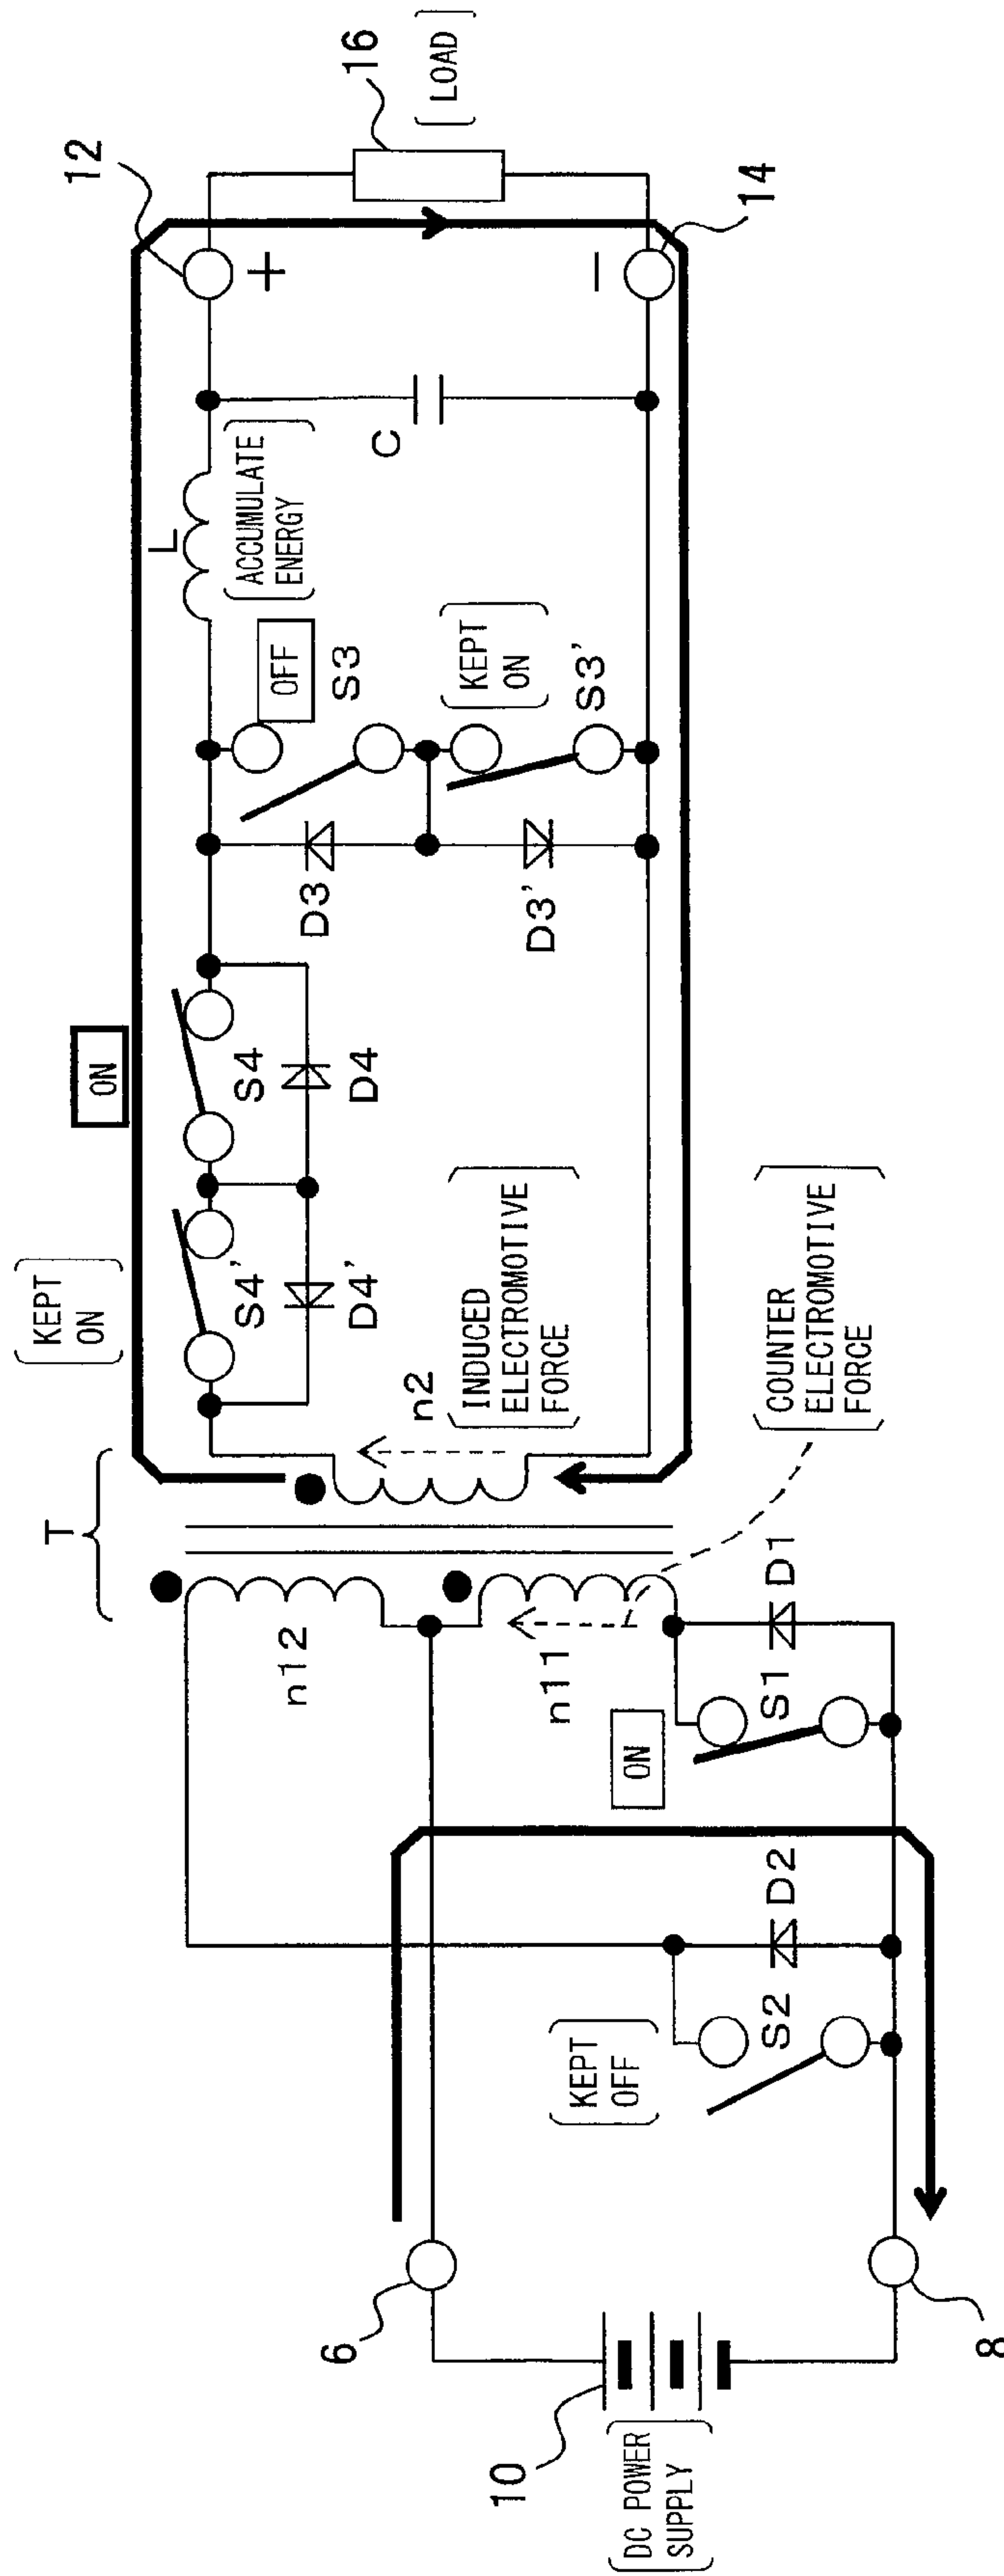 T
KEPT
ON
ON
12
16
[LOAD]
L
[ACCUMULATE
ENERGY]
S4'
S4
D4'
D4
OFF
S3
D3
C
+
−
14
KEPT
ON
S3'
D3'
n2
INDUCED
ELECTROMOTIVE
FORCE
COUNTER
ELECTROMOTIVE
FORCE
n12
n11
ON
S1
D1
KEPT
OFF
S2
D2
6
8
10
DC POWER
SUPPLY